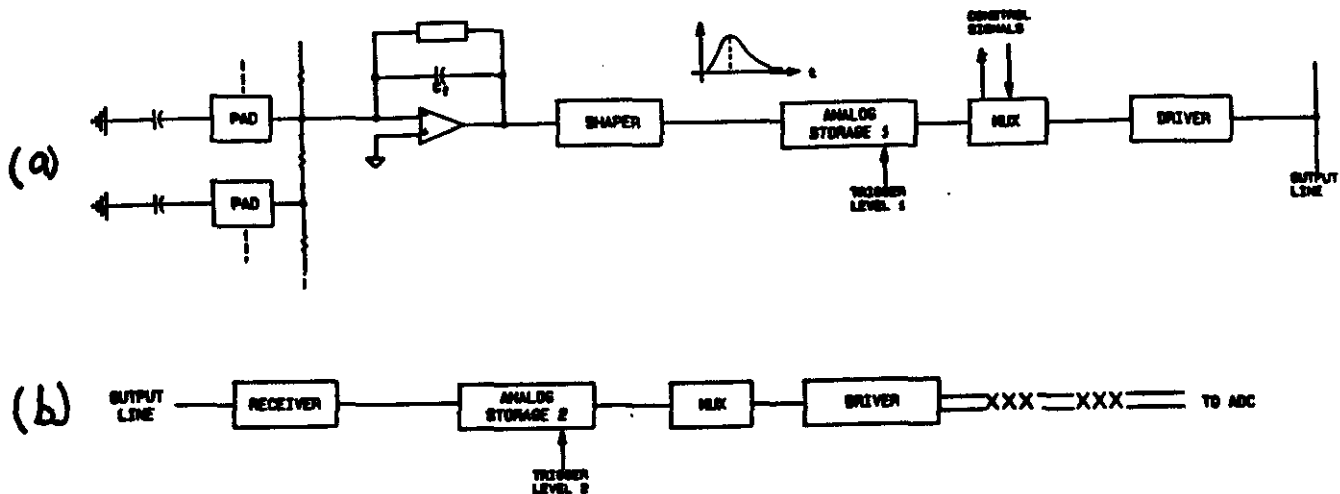 CONTROL
SIGNALS
C_f
t
(a)
PAD
SHAPER
ANALOG
STORAGE 1
MUX
DRIVER
TRIGGER
LEVEL 1
OUTPUT
LINE
PAD
(b)
OUTPUT
LINE
RECEIVER
ANALOG
STORAGE 2
MUX
DRIVER
TO ADC
TRIGGER
LEVEL 2